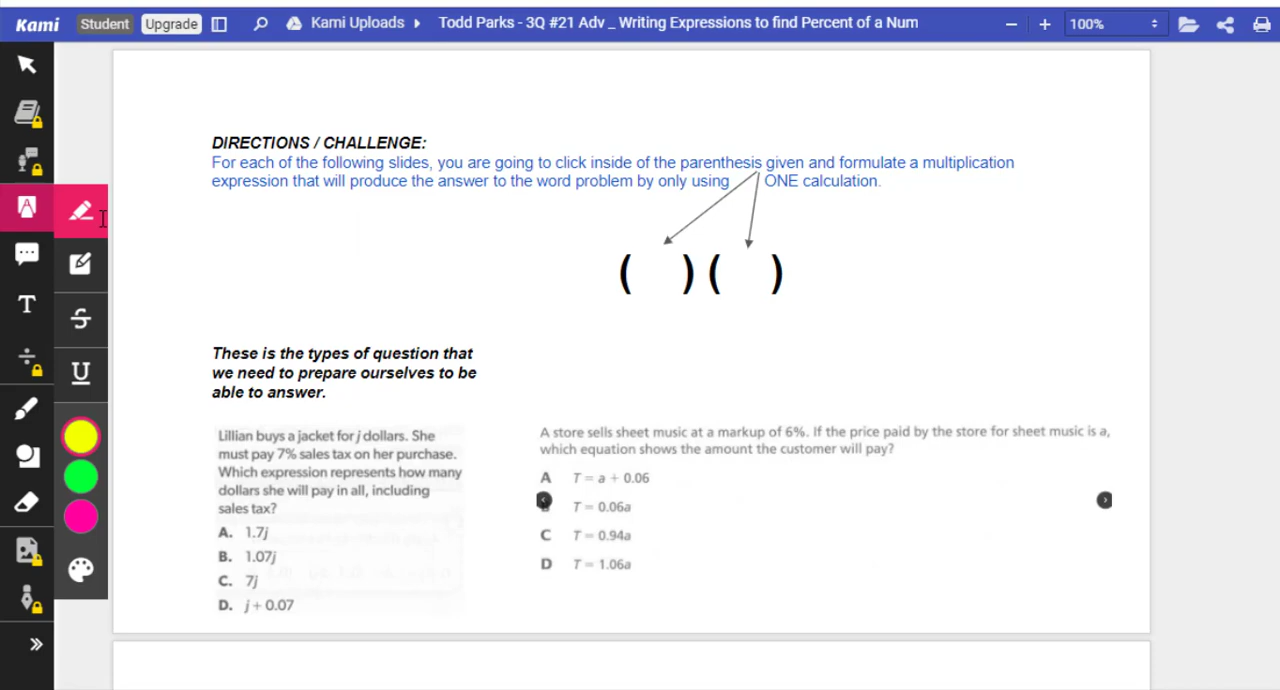 Kami Student Upgrade Kami Uploads Todd Parks - 3Q #21 Adv _ Writing Expressions to find Percent of a Num 100%
DIRECTIONS / CHALLENGE:
For each of the following slides, you are going to click inside of the parenthesis given and formulate a multiplication
expression that will produce the answer to the word problem by only using ONE calculation.
( ) ( )
These is the types of question that
we need to prepare ourselves to be
able to answer.
Lillian buys a jacket for j dollars. She
must pay 7% sales tax on her purchase.
Which expression represents how many
dollars she will pay in all, including
sales tax?
A. 1.7j
B. 1.07j
C. 7j
D. j + 0.07
A store sells sheet music at a markup of 6%. If the price paid by the store for sheet music is a,
which equation shows the amount the customer will pay?
A T = a + 0.06
T = 0.06a
C T = 0.94a
D T = 1.06a